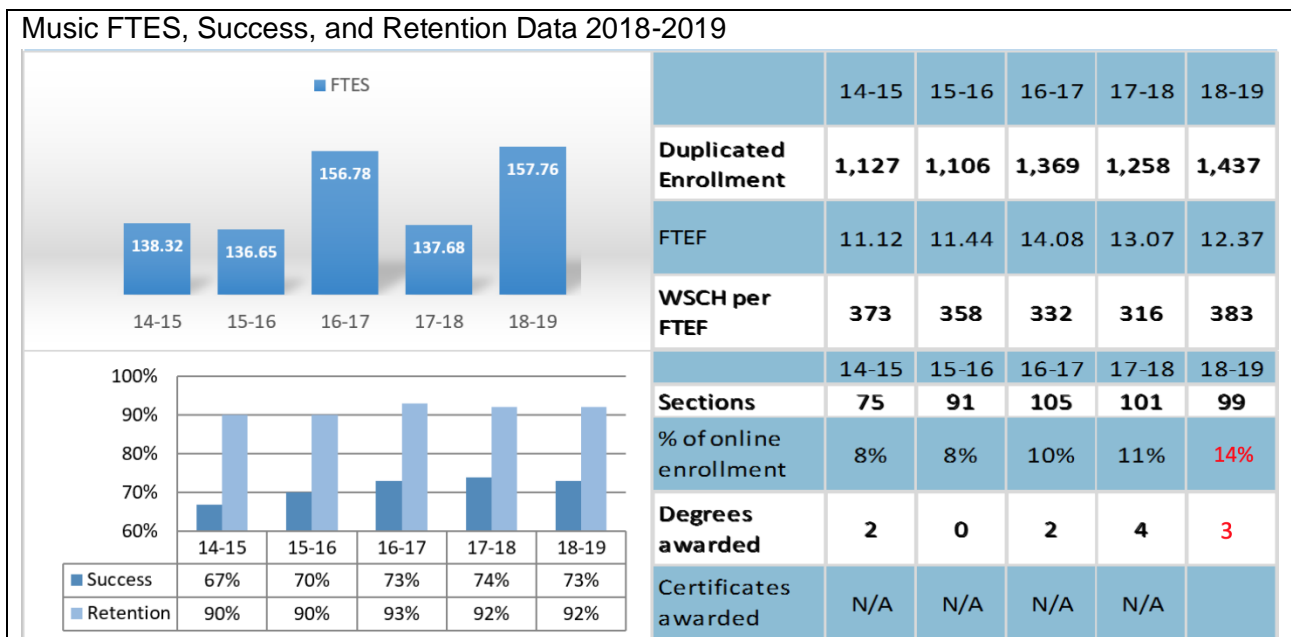 Music FTES, Success, and Retention Data 2018-2019
FTES
138.32
136.65
156.78
137.68
157.76
14-15 15-16 16-17 17-18 18-19
100%
90%
80%
70%
60%
14-15 15-16 16-17 17-18 18-19
Success 67% 70% 73% 74% 73%
Retention 90% 90% 93% 92% 92%
14-15 15-16 16-17 17-18 18-19
Duplicated
Enrollment 1,127 1,106 1,369 1,258 1,437
FTEF 11.12 11.44 14.08 13.07 12.37
WSCH per
FTEF 373 358 332 316 383
14-15 15-16 16-17 17-18 18-19
Sections 75 91 105 101 99
% of online
enrollment 8% 8% 10% 11% 14%
Degrees
awarded 2 0 2 4 3
Certificates
awarded N/A N/A N/A N/A